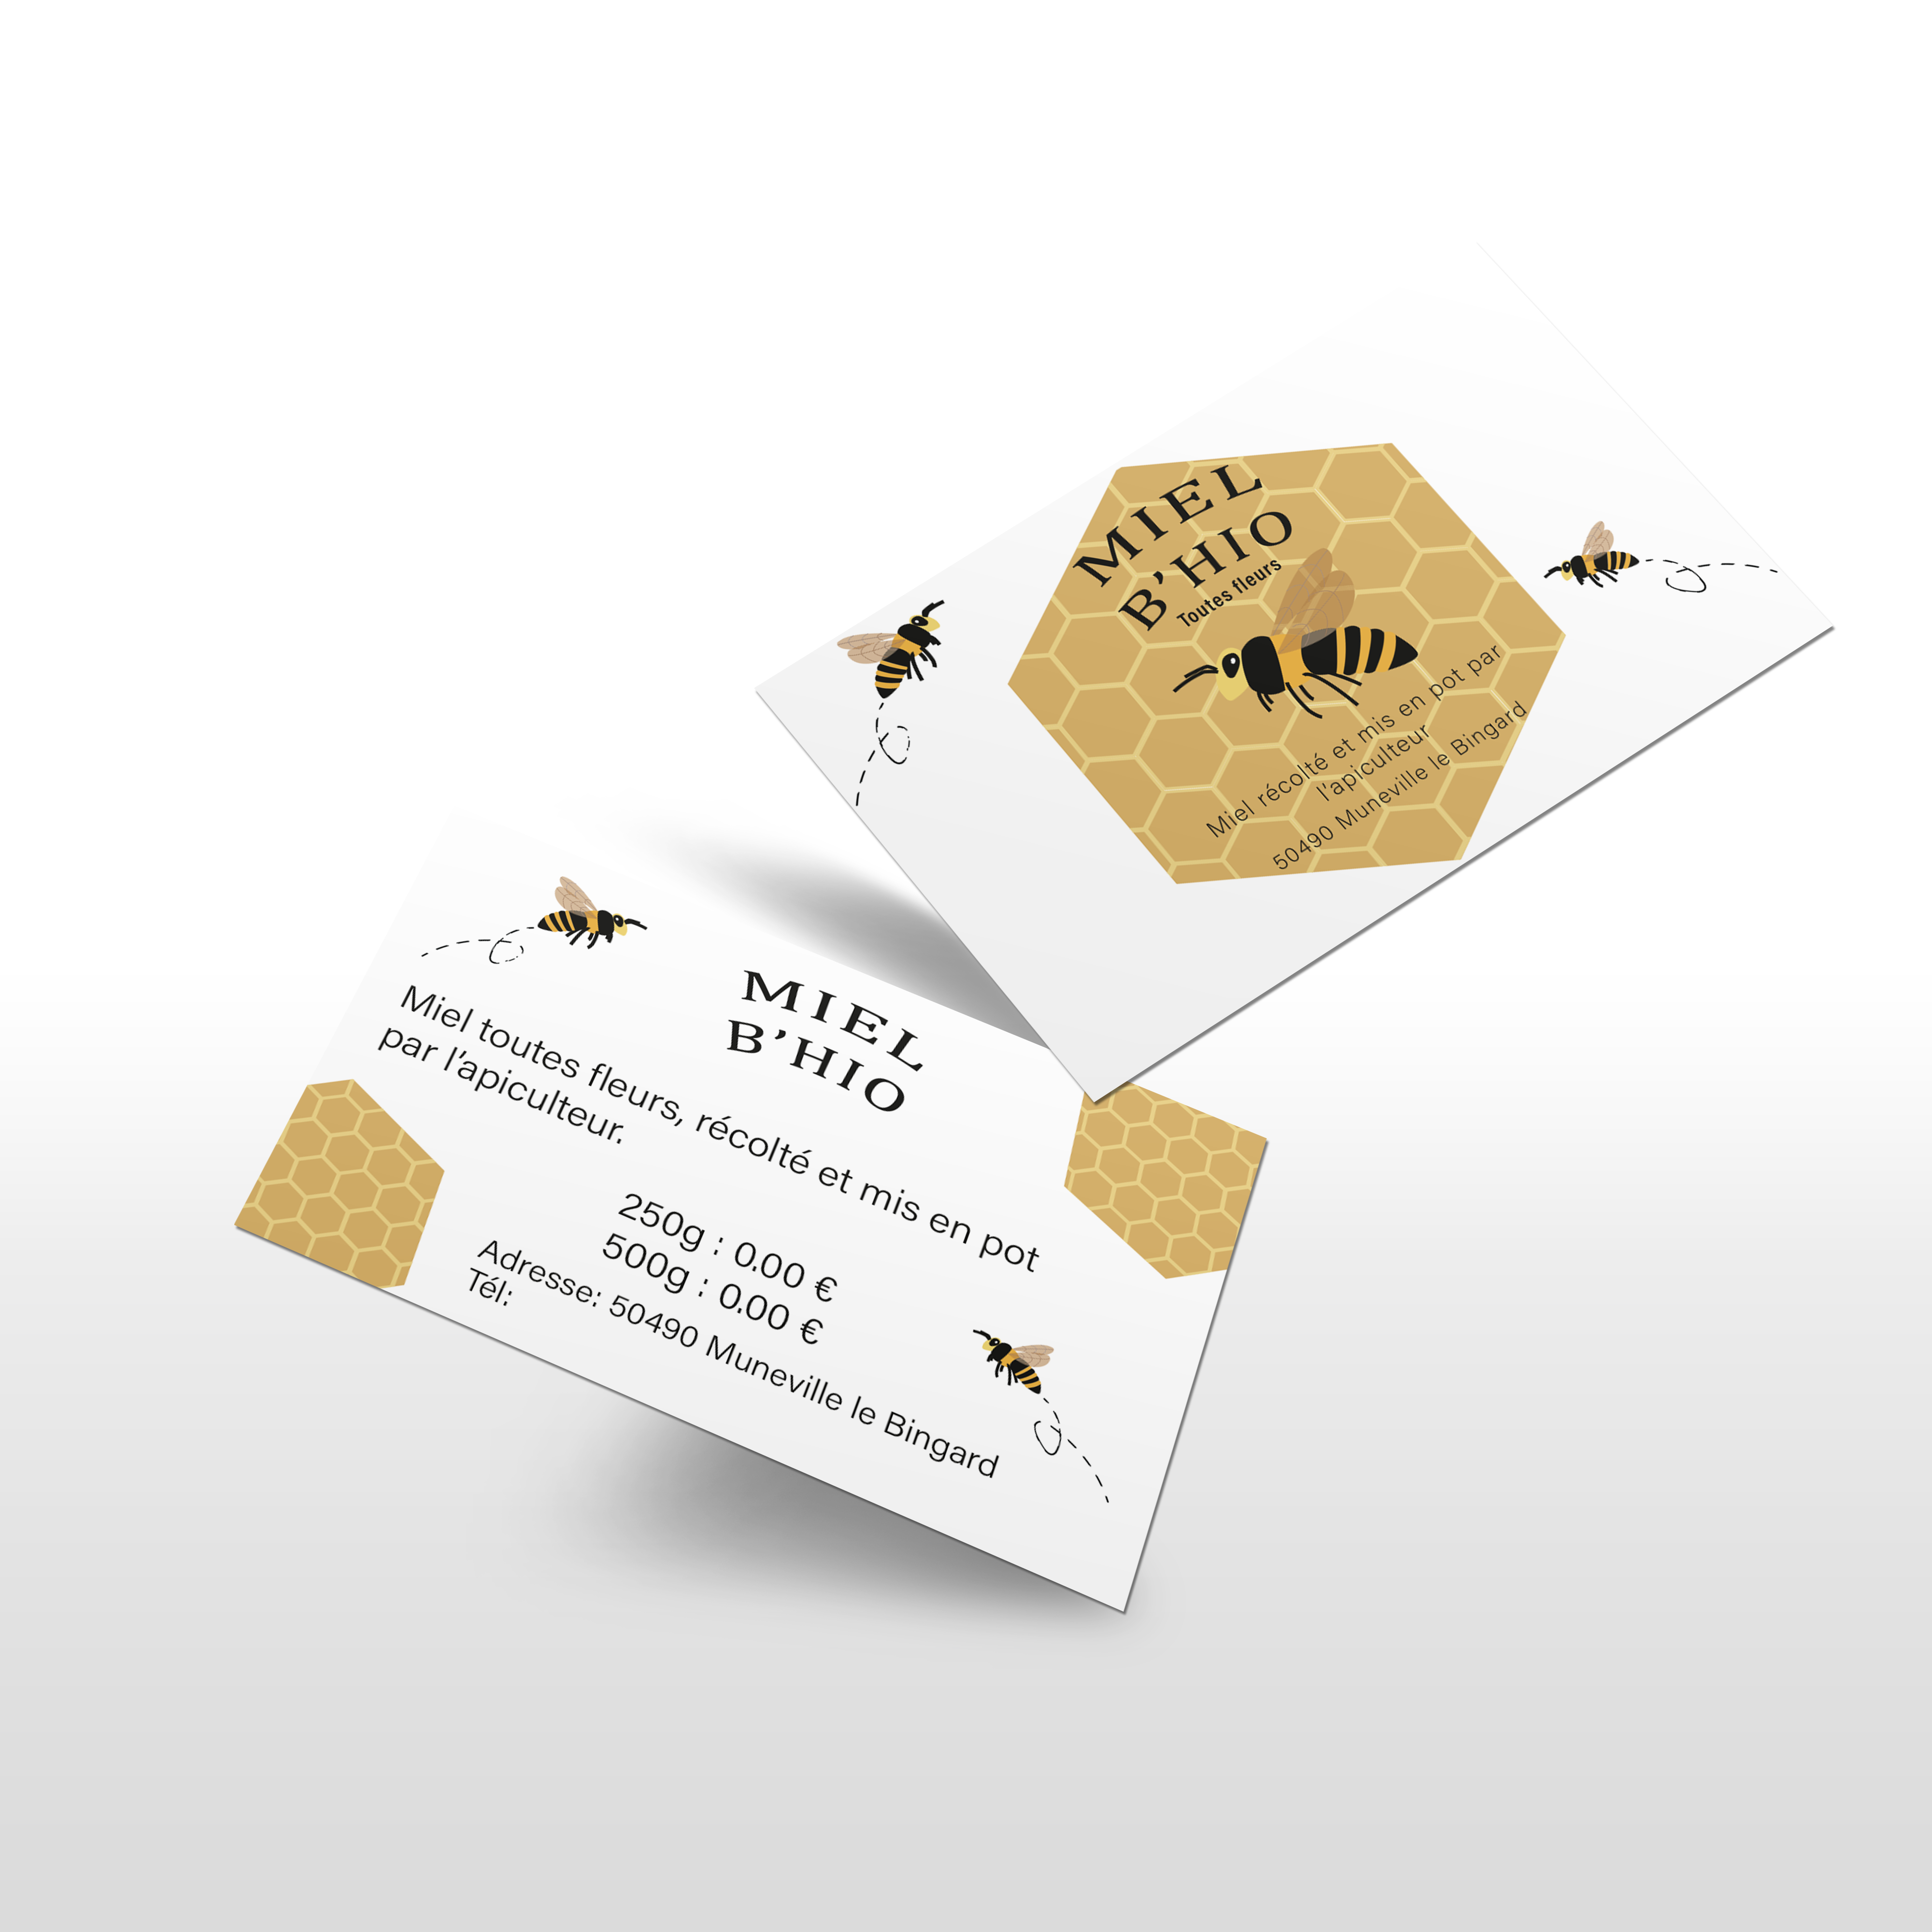 MIEL
B’HIO
Toutes fleurs
Miel récolté et mis en pot par
l'apiculteur
50490 Muneville le Bingard
MIEL
B’HIO
Miel toutes fleurs, récolté et mis en pot
par l'apiculteur.
250g : 0.00 €
500g : 0.00 €
Adresse: 50490 Muneville le Bingard
Tél: